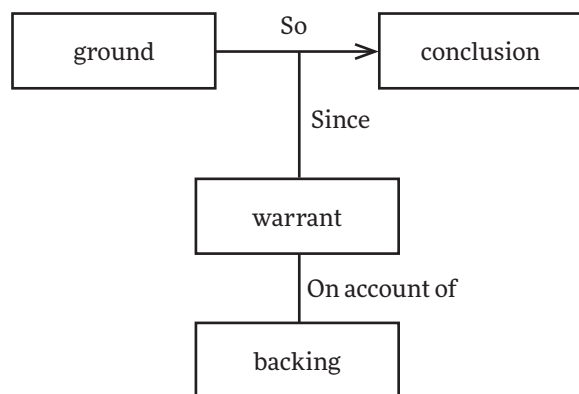 So
ground
conclusion
Since
warrant
On account of
backing